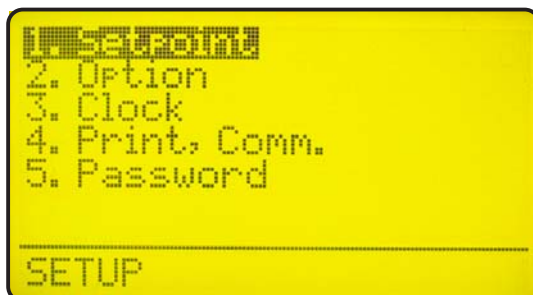 1. Setpoint
2. Option
3. Clock
4. Print, Comm.
5. Password
SETUP